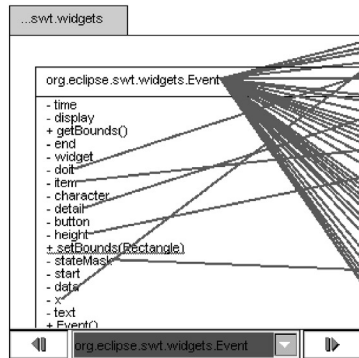 ...swt.widgets
org.eclipse.swt.widgets.Event
- time
- display
+ getBounds()
- end
- widget
- doit
- item
- character
- detail
- button
- height
+ setBounds(Rectangle)
- stateMask
- start
- data
- x
- text
+ Event()
org.eclipse.swt.widgets.Event